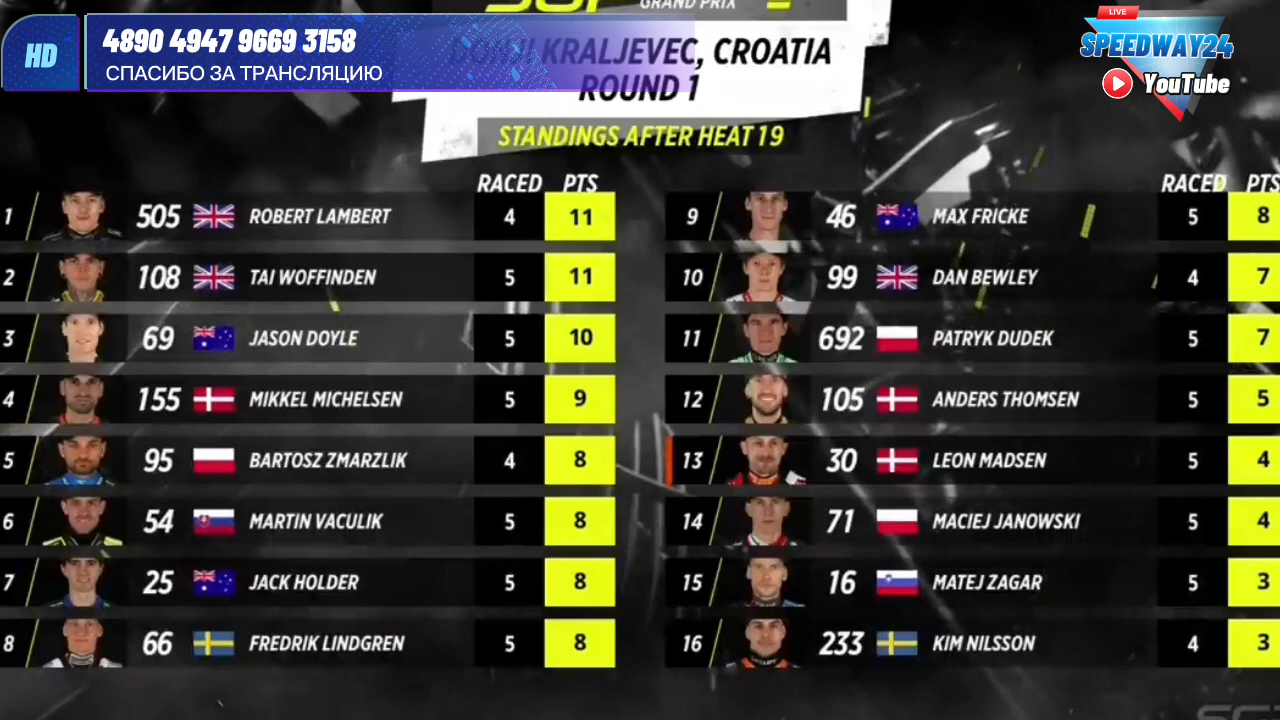 GRAND PRIX
HD
4890 4947 9669 3158
СПАСИБО ЗА ТРАНСЛЯЦИЮ
LIVE
SPEEDWAY24
YouTube
KRALJEVEC, CROATIA
ROUND 1
STANDINGS AFTER HEAT 19
RACED PTS
1 505 ROBERT LAMBERT 4 11
2 108 TAI WOFFINDEN 5 11
3 69 JASON DOYLE 5 10
4 155 MIKKEL MICHELSEN 5 9
5 95 BARTOSZ ZMARZLIK 4 8
6 54 MARTIN VACULIK 5 8
7 25 JACK HOLDER 5 8
8 66 FREDRIK LINDGREN 5 8
RACED PTS
9 46 MAX FRICKE 5 8
10 99 DAN BEWLEY 4 7
11 692 PATRYK DUDEK 5 7
12 105 ANDERS THOMSEN 5 5
13 30 LEON MADSEN 5 4
14 71 MACIEJ JANOWSKI 5 4
15 16 MATEJ ZAGAR 5 3
16 233 KIM NILSSON 4 3